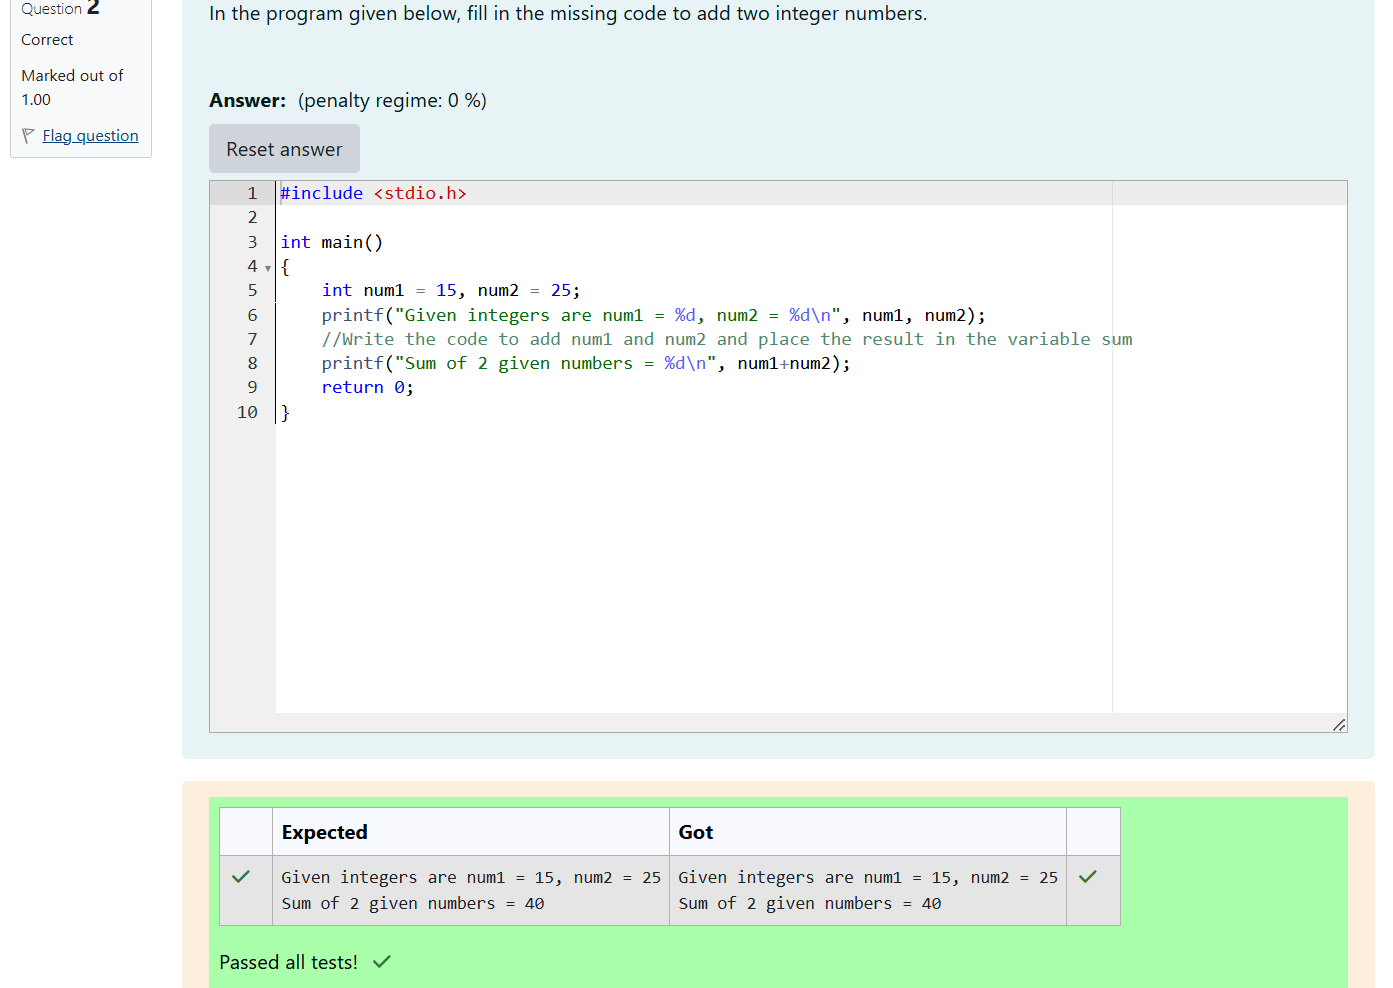 Question 2
Correct
Marked out of
1.00
Flag question
In the program given below, fill in the missing code to add two integer numbers.
Answer: (penalty regime: 0 %)
Reset answer
1 #include <stdio.h>
2
3 int main()
4 {
5     int num1 = 15, num2 = 25;
6     printf("Given integers are num1 = %d, num2 = %d\n", num1, num2);
7     //Write the code to add num1 and num2 and place the result in the variable sum
8     printf("Sum of 2 given numbers = %d\n", num1+num2);
9     return 0;
10 }
Expected Got
Given integers are num1 = 15, num2 = 25 Given integers are num1 = 15, num2 = 25
Sum of 2 given numbers = 40 Sum of 2 given numbers = 40
Passed all tests!